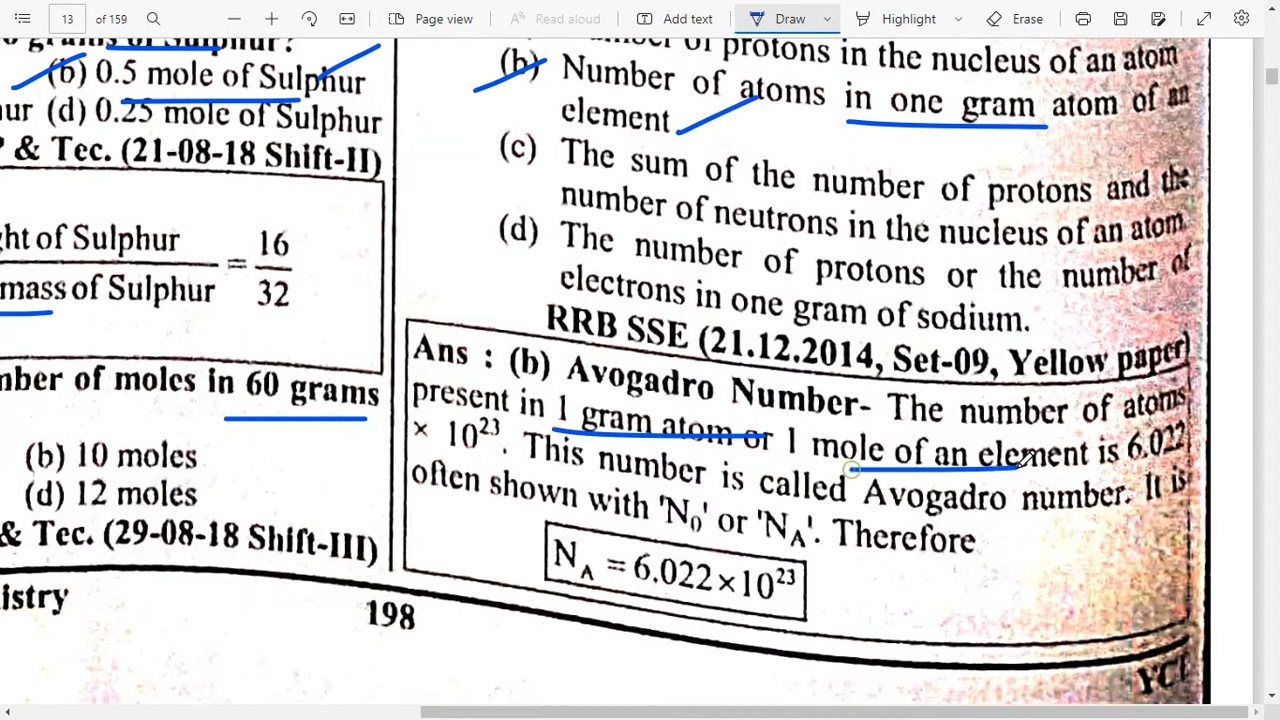 13 of 159 Page view Read aloud Add text Draw Highlight Erase
grams of Sulphur?
(b) 0.5 mole of Sulphur
ur (d) 0.25 mole of Sulphur
& Tec. (21-08-18 Shift-II)
ht of Sulphur
mass of Sulphur
= 16
32
mber of moles in 60 grams
(b) 10 moles
(d) 12 moles
& Tec. (29-08-18 Shift-III)
istry
198
of protons in the nucleus of an atom
(b) Number of atoms in one gram atom of an
element
(c) The sum of the number of protons and the
number of neutrons in the nucleus of an atom
(d) The number of protons or the number of
electrons in one gram of sodium.
RRB SSE (21.12.2014, Set-09, Yellow paper)
Ans : (b) Avogadro Number- The number of atoms
present in 1 gram atom or 1 mole of an element is 6.022
× 10²³. This number is called Avogadro number. It is
often shown with 'N₀' or 'N_A'. Therefore
N_A = 6.022×10²³
YCT